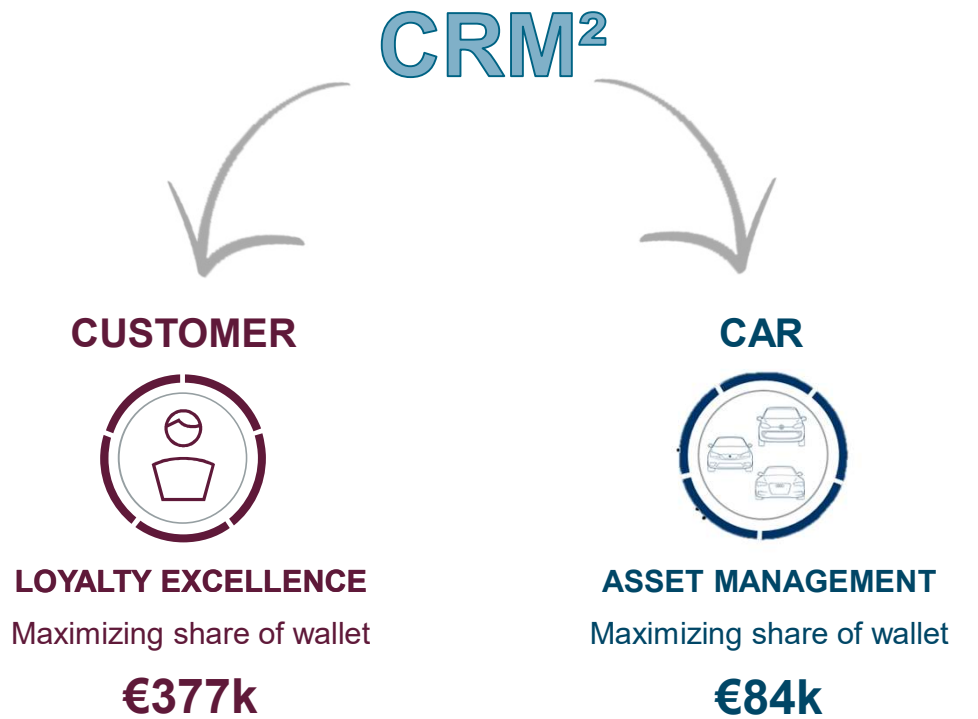 CRM²
CUSTOMER
LOYALTY EXCELLENCE
Maximizing share of wallet
€377k
CAR
ASSET MANAGEMENT
Maximizing share of wallet
€84k